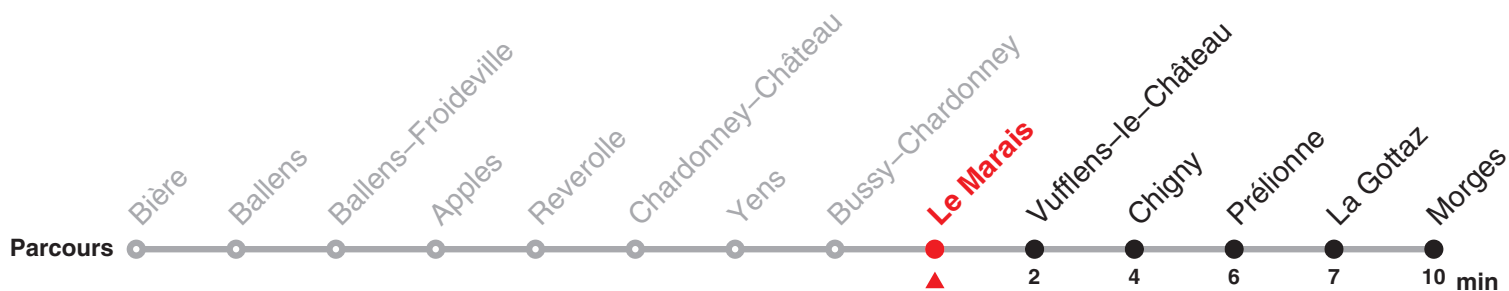 Bière
Ballens
Ballens–Froideville
Apples
Reverolle
Chardonney–Château
Yens
Bussy–Chardonney
Le Marais
Vufflens–le–Château
Chigny
Prélionne
La Gottaz
Morges
Parcours
2 4 6 7 10 min